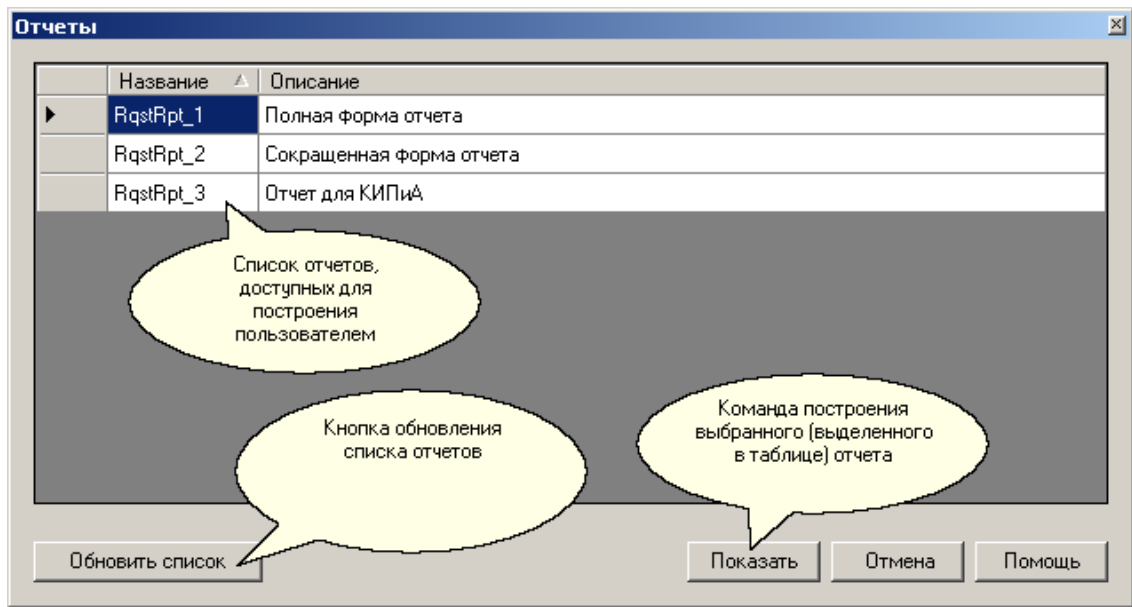 Отчеты
Название Описание
RqstRpt_1 Полная форма отчета
RqstRpt_2 Сокращенная форма отчета
RqstRpt_3 Отчет для КИПиА
Список отчетов,
доступных для
построения
пользователем
Кнопка обновления
списка отчетов
Команда построения
выбранного (выделенного
в таблице) отчета
Обновить список Показать Отмена Помощь